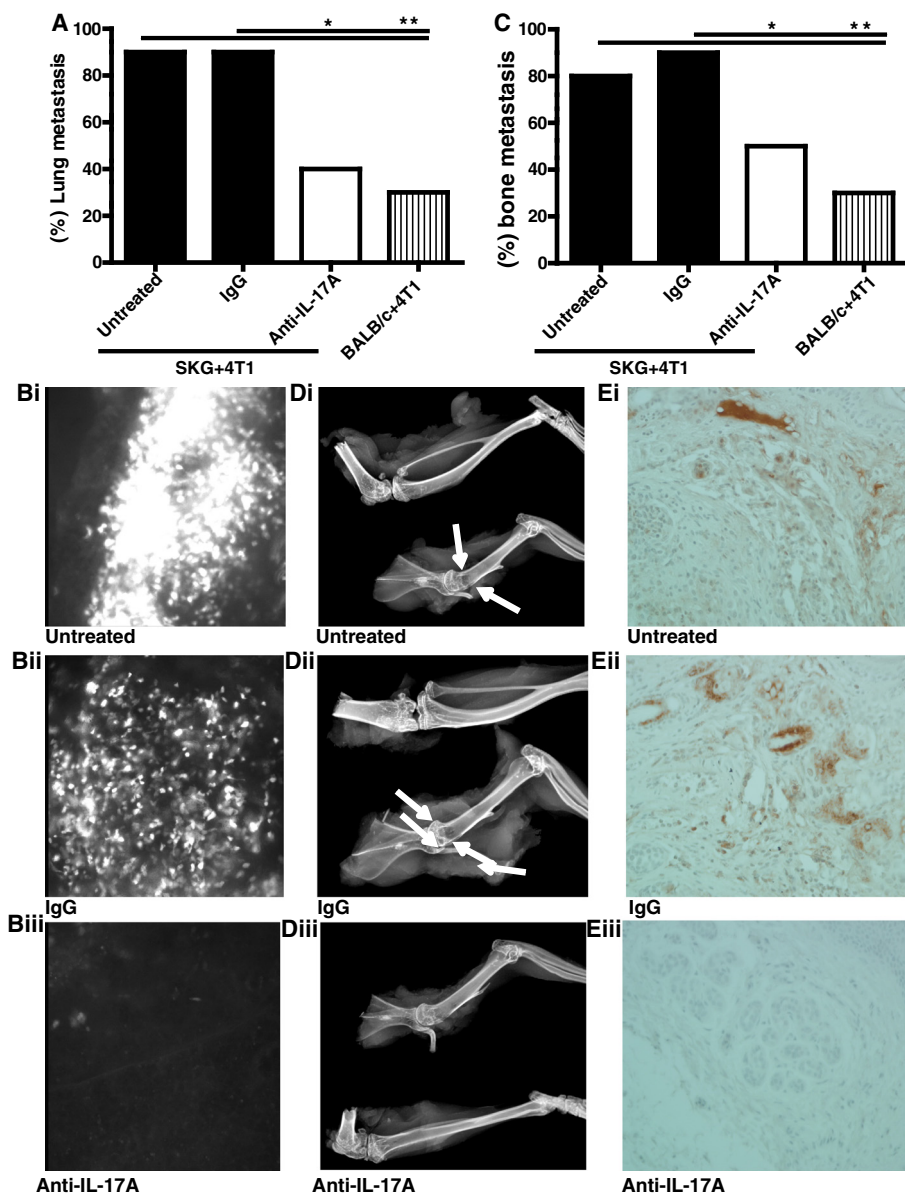 A
(%) Lung metastasis
* **
100
80
60
40
20
0
Untreated
IgG
Anti-IL-17A
BALB/c+4T1
SKG+4T1
C
(%) bone metastasis
* **
100
80
60
40
20
0
Untreated
IgG
Anti-IL-17A
BALB/c+4T1
SKG+4T1
Bi
Untreated
Di
Untreated
Ei
Untreated
Bii
IgG
Dii
IgG
Eii
IgG
Biii
Anti-IL-17A
Diii
Anti-IL-17A
Eiii
Anti-IL-17A